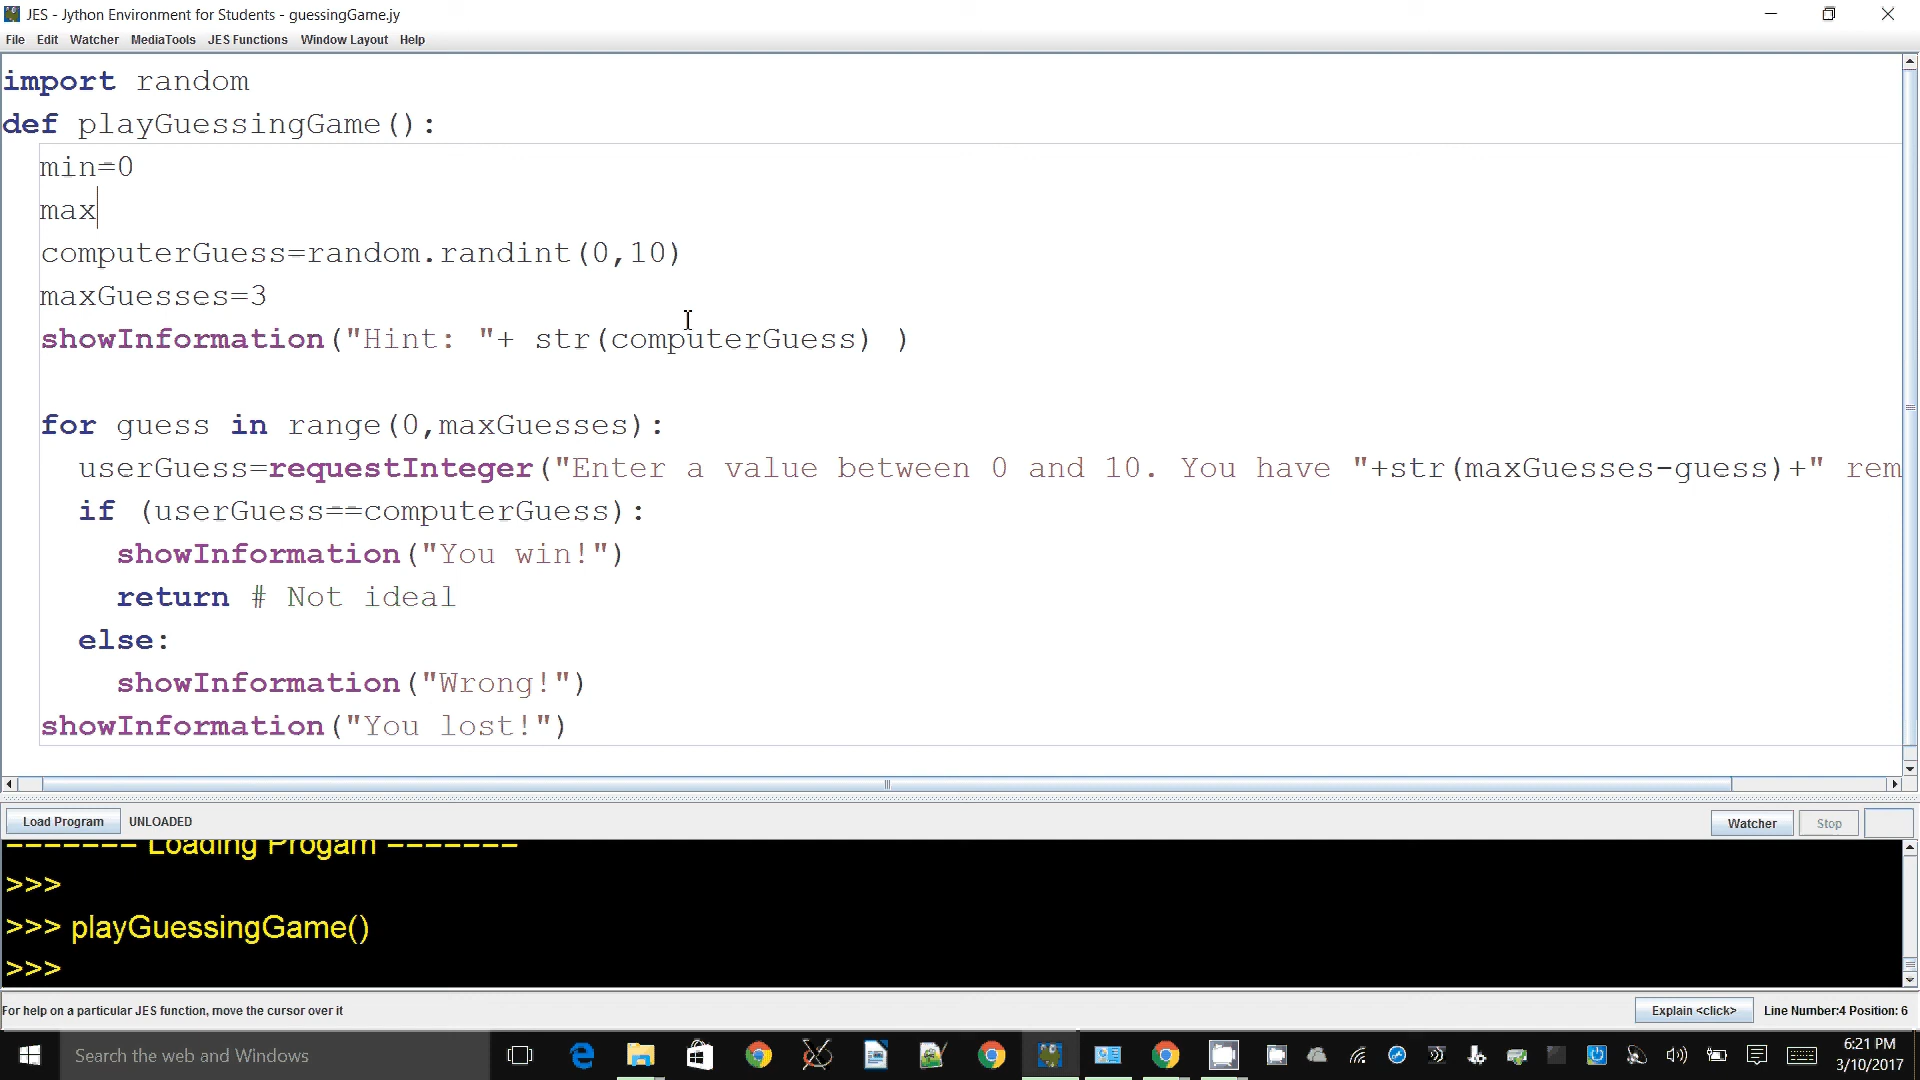 JES - Jython Environment for Students - guessingGame.jy
File Edit Watcher MediaTools JES Functions Window Layout Help
import random
def playGuessingGame():
min=0
max
computerGuess=random.randint(0,10)
maxGuesses=3
showInformation("Hint: "+ str(computerGuess) )
for guess in range(0,maxGuesses):
userGuess=requestInteger("Enter a value between 0 and 10. You have "+str(maxGuesses-guess)+" rem
if (userGuess==computerGuess):
showInformation("You win!")
return # Not ideal
else:
showInformation("Wrong!")
showInformation("You lost!")
Load Program UNLOADED Watcher Stop
======= Loading Progam =======
>>>
>>> playGuessingGame()
>>>
For help on a particular JES function, move the cursor over it Explain <click> Line Number:4 Position: 6
Search the web and Windows
6:21 PM
3/10/2017